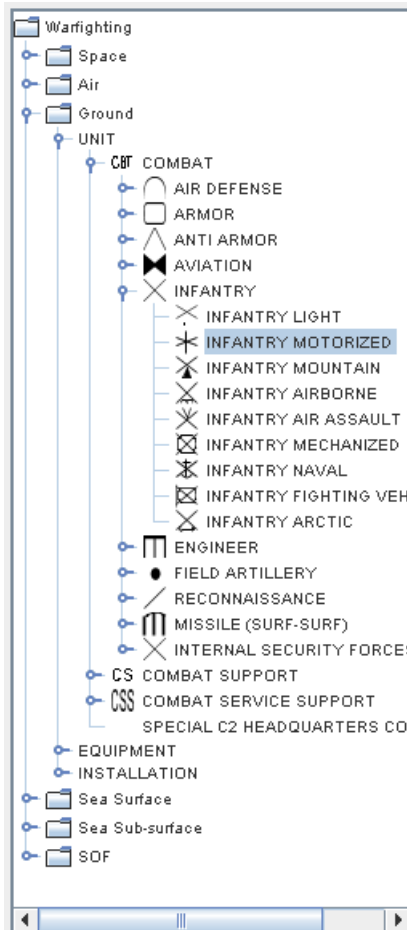 Warfighting
Space
Air
Ground
UNIT
CBT COMBAT
AIR DEFENSE
ARMOR
ANTI ARMOR
AVIATION
INFANTRY
INFANTRY LIGHT
INFANTRY MOTORIZED
INFANTRY MOUNTAIN
INFANTRY AIRBORNE
INFANTRY AIR ASSAULT
INFANTRY MECHANIZED
INFANTRY NAVAL
INFANTRY FIGHTING VEH
INFANTRY ARCTIC
ENGINEER
FIELD ARTILLERY
RECONNAISSANCE
MISSILE (SURF-SURF)
INTERNAL SECURITY FORCES
CS COMBAT SUPPORT
CSS COMBAT SERVICE SUPPORT
SPECIAL C2 HEADQUARTERS CO
EQUIPMENT
INSTALLATION
Sea Surface
Sea Sub-surface
SOF